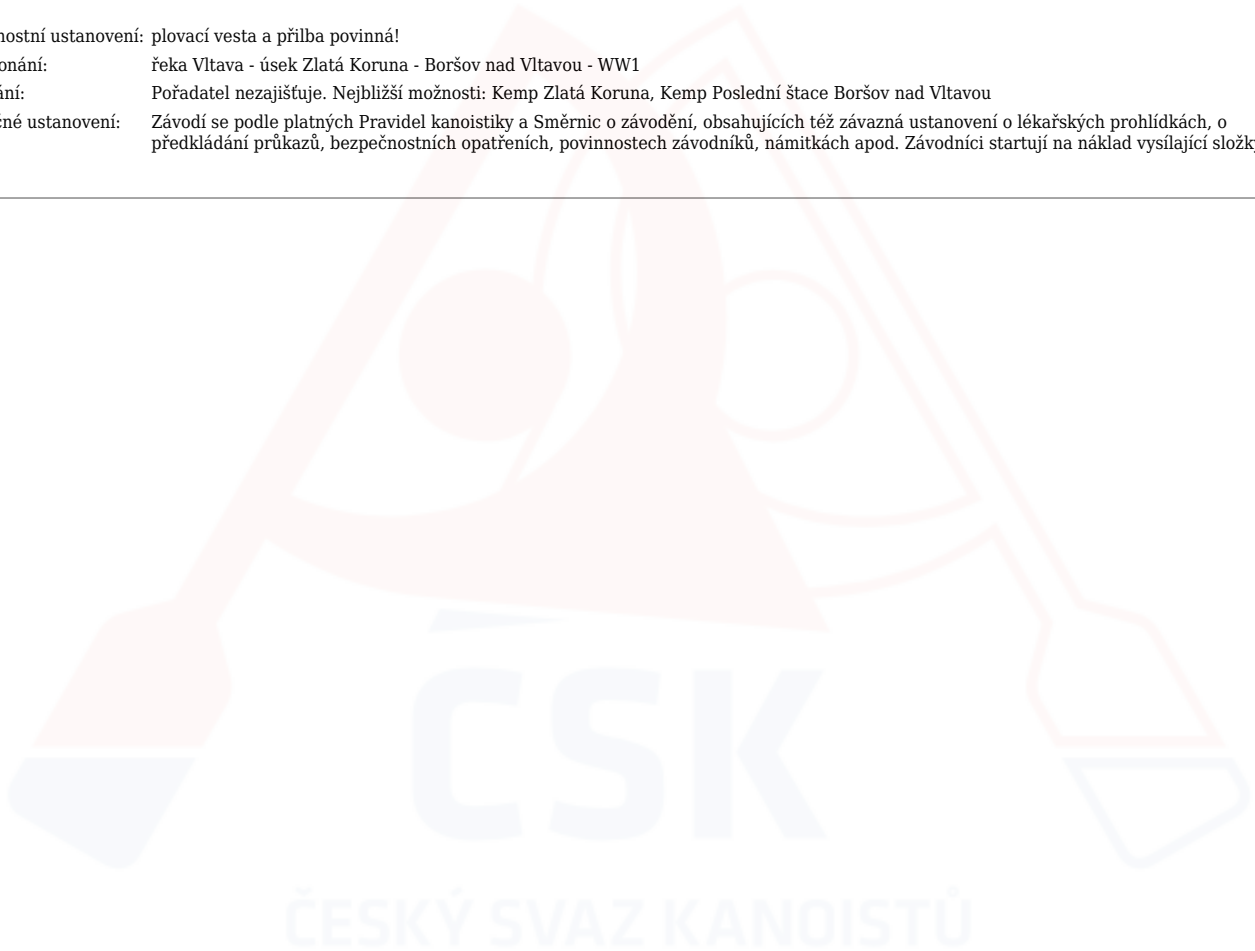 nostní ustanovení: plovací vesta a přilba povinná!
onání: řeka Vltava - úsek Zlatá Koruna - Boršov nad Vltavou - WW1
ání: Pořadatel nezajišťuje. Nejbližší možnosti: Kemp Zlatá Koruna, Kemp Poslední štace Boršov nad Vltavou
čné ustanovení: Závodí se podle platných Pravidel kanoistiky a Směrnic o závodění, obsahujících též závazná ustanovení o lékařských prohlídkách, o
předkládání průkazů, bezpečnostních opatřeních, povinnostech závodníků, námitkách apod. Závodníci startují na náklad vysílající složky
ČSK
ČESKÝ SVAZ KANOISTŮ